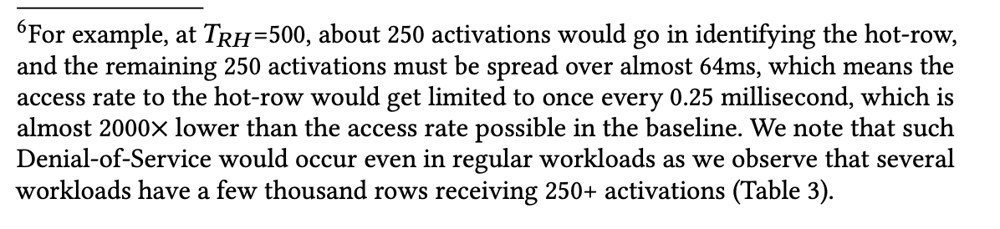 ⁶For example, at T_RH=500, about 250 activations would go in identifying the hot-row,
and the remaining 250 activations must be spread over almost 64ms, which means the
access rate to the hot-row would get limited to once every 0.25 millisecond, which is
almost 2000× lower than the access rate possible in the baseline. We note that such
Denial-of-Service would occur even in regular workloads as we observe that several
workloads have a few thousand rows receiving 250+ activations (Table 3).